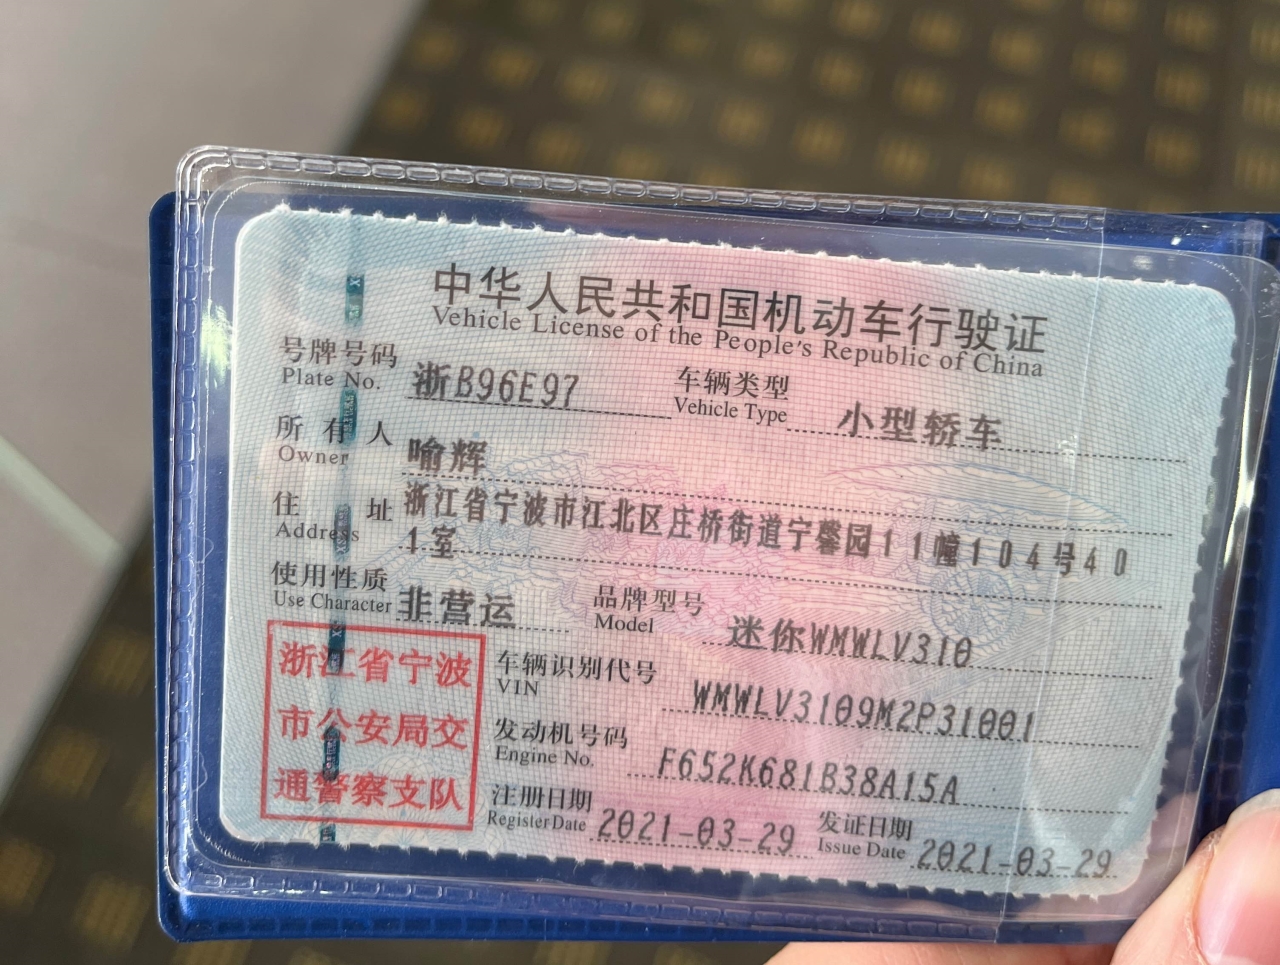 中华人民共和国机动车行驶证
Vehicle License of the People's Republic of China
号牌号码 浙B96E97 车辆类型 小型轿车
Plate No. Vehicle Type
所有人 喻辉
Owner
住址 浙江省宁波市江北区庄桥街道宁馨园11幢104号40
Address 1室
使用性质 非营运 品牌型号 迷你WMWLV310
Use Character Model
浙江省宁波
市公安局交
通警察支队
车辆识别代号 WMWLV3109M2P31001
VIN
发动机号码 F652K681B38A15A
Engine No.
注册日期 2021-03-29 发证日期 2021-03-29
Register Date Issue Date